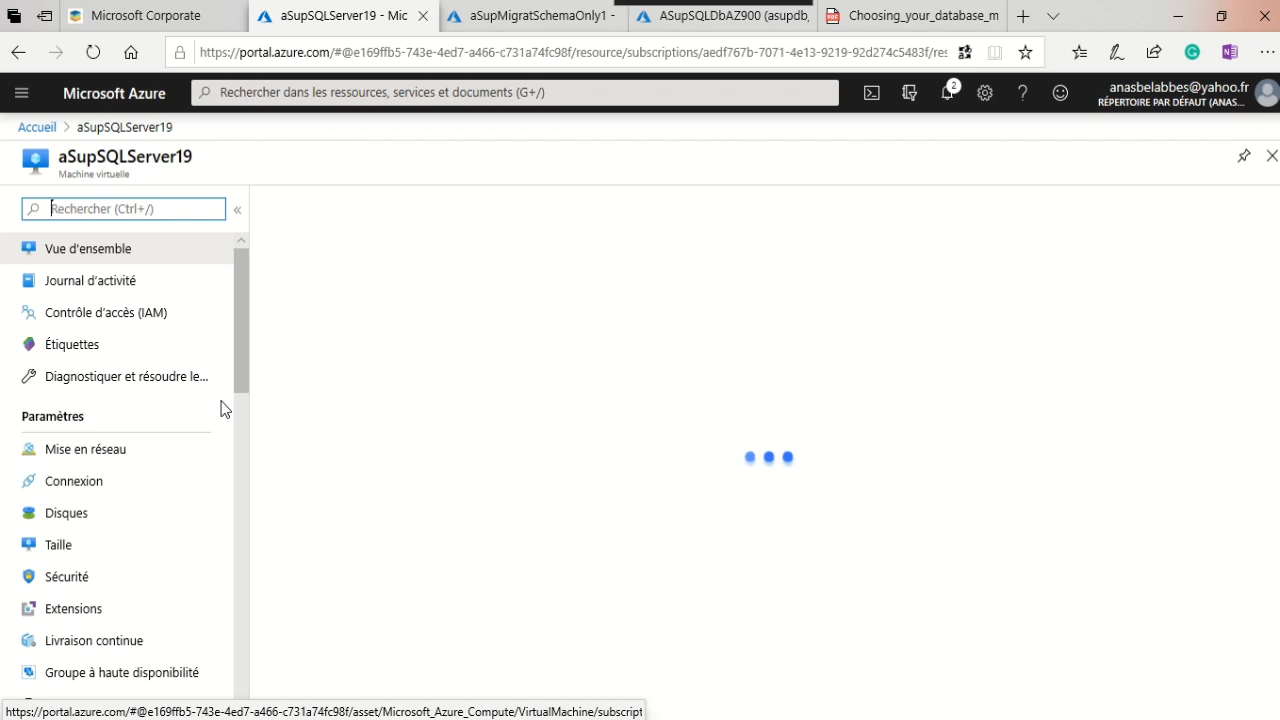 Microsoft Corporate
aSupSQLServer19 - Mic
aSupMigratSchemaOnly1 -
ASupSQLDbAZ900 (asupdb,
Choosing_your_database_m
https://portal.azure.com/#@e169ffb5-743e-4ed7-a466-c731a74fc98f/resource/subscriptions/aedf767b-7071-4e13-9219-92d274c5483f/res
Microsoft Azure
Rechercher dans les ressources, services et documents (G+/)
2
anasbelabbes@yahoo.fr
RÉPERTOIRE PAR DÉFAUT (ANAS...
Accueil > aSupSQLServer19
aSupSQLServer19
Machine virtuelle
Rechercher (Ctrl+/)
Vue d'ensemble
Journal d'activité
Contrôle d'accès (IAM)
Étiquettes
Diagnostiquer et résoudre le...
Paramètres
Mise en réseau
Connexion
Disques
Taille
Sécurité
Extensions
Livraison continue
Groupe à haute disponibilité
https://portal.azure.com/#@e169ffb5-743e-4ed7-a466-c731a74fc98f/asset/Microsoft_Azure_Compute/VirtualMachine/subscript